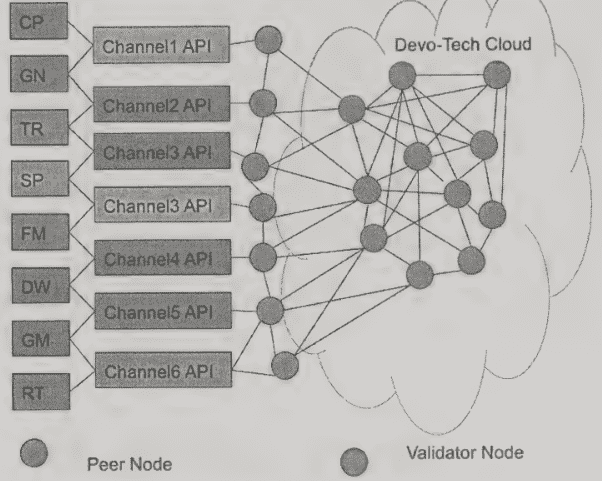 CP
GN
TR
SP
FM
DW
GM
RT
Channel1 API
Channel2 API
Channel3 API
Channel3 API
Channel4 API
Channel5 API
Channel6 API
Devo-Tech Cloud
Peer Node
Validator Node